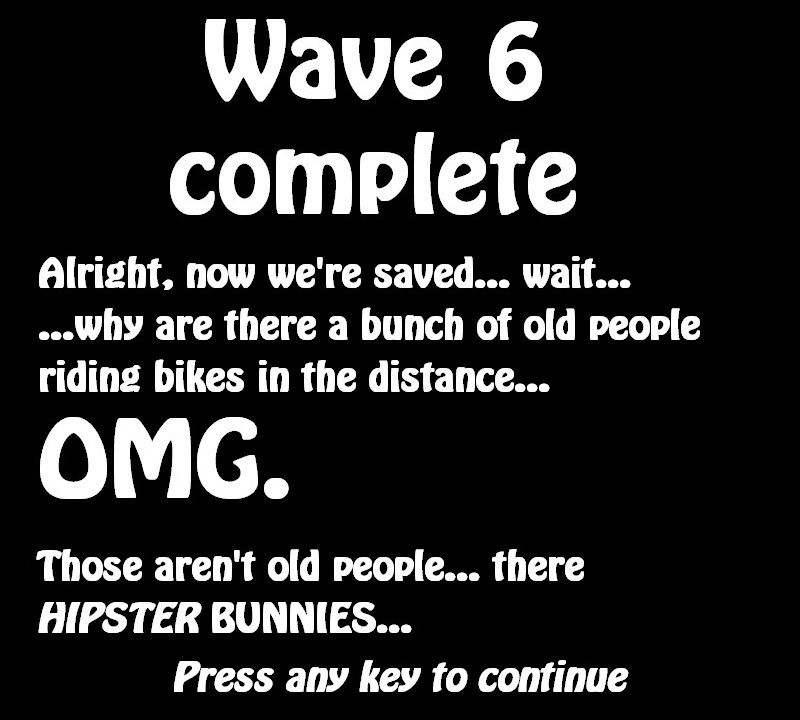 Wave 6
complete
Alright, now we're saved... wait...
...why are there a bunch of old people
riding bikes in the distance...
OMG.
Those aren't old people... there
HIPSTER BUNNIES...
Press any key to continue